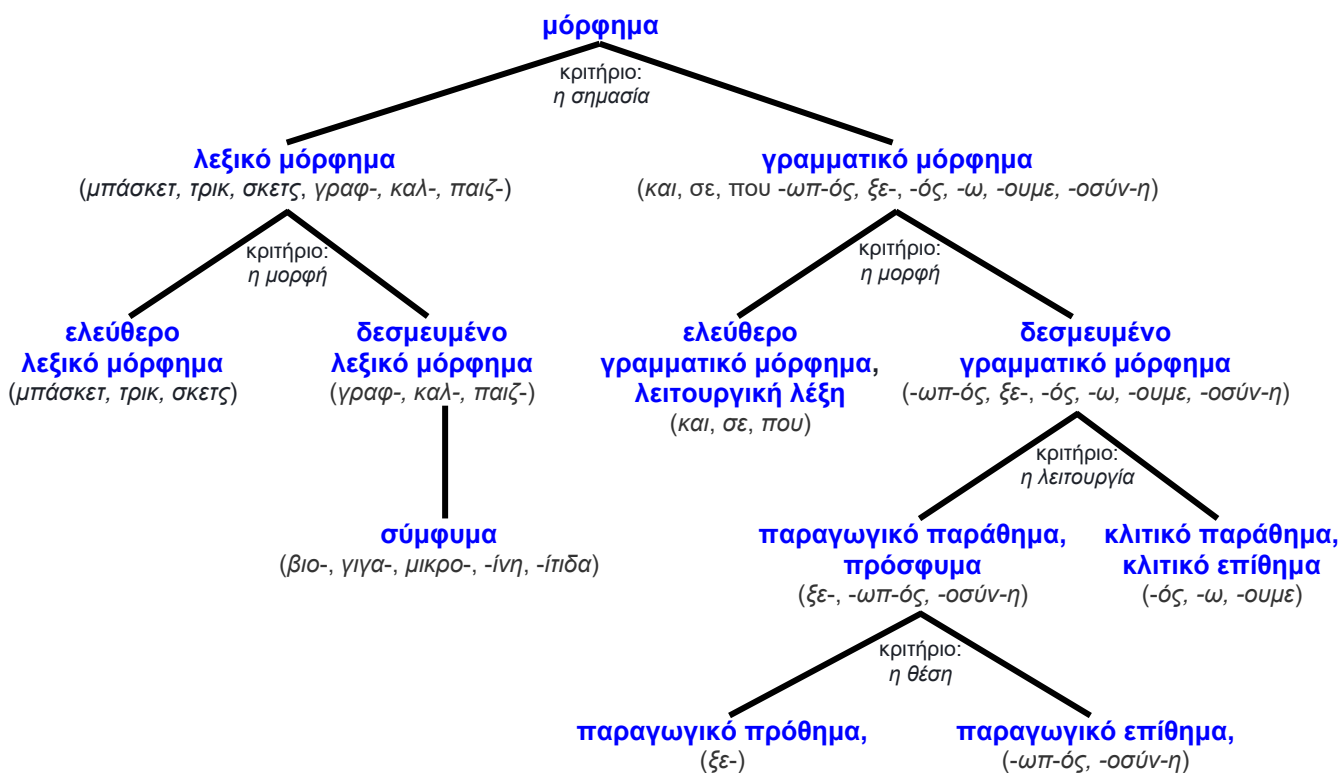 μόρφημα
κριτήριο:
η σημασία
λεξικό μόρφημα
(μπάσκετ, τρικ, σκετς, γραφ-, καλ-, παιζ-)
γραμματικό μόρφημα
(και, σε, που -ωπ-ός, ξε-, -ός, -ω, -ουμε, -οσύν-η)
κριτήριο:
η μορφή
κριτήριο:
η μορφή
ελεύθερο
λεξικό μόρφημα
(μπάσκετ, τρικ, σκετς)
δεσμευμένο
λεξικό μόρφημα
(γραφ-, καλ-, παιζ-)
ελεύθερο
γραμματικό μόρφημα,
λειτουργική λέξη
(και, σε, που)
δεσμευμένο
γραμματικό μόρφημα
(-ωπ-ός, ξε-, -ός, -ω, -ουμε, -οσύν-η)
κριτήριο:
η λειτουργία
σύμφυμα
(βιο-, γιγα-, μικρο-, -ίνη, -ίτιδα)
παραγωγικό παράθημα,
πρόσφυμα
(ξε-, -ωπ-ός, -οσύν-η)
κλιτικό παράθημα,
κλιτικό επίθημα
(-ός, -ω, -ουμε)
κριτήριο:
η θέση
παραγωγικό πρόθημα,
(ξε-)
παραγωγικό επίθημα,
(-ωπ-ός, -οσύν-η)